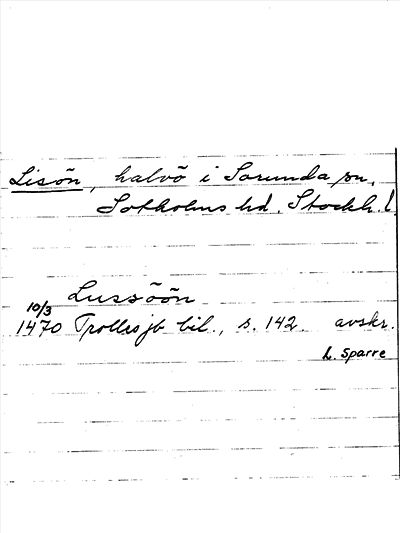 Lisön, halvö i Sorunda sn,
Sotholms hd. Stockh. l.
Lussöön
10/3
1470 Trolles jb bil., s. 142 avskr.
L. Sparre